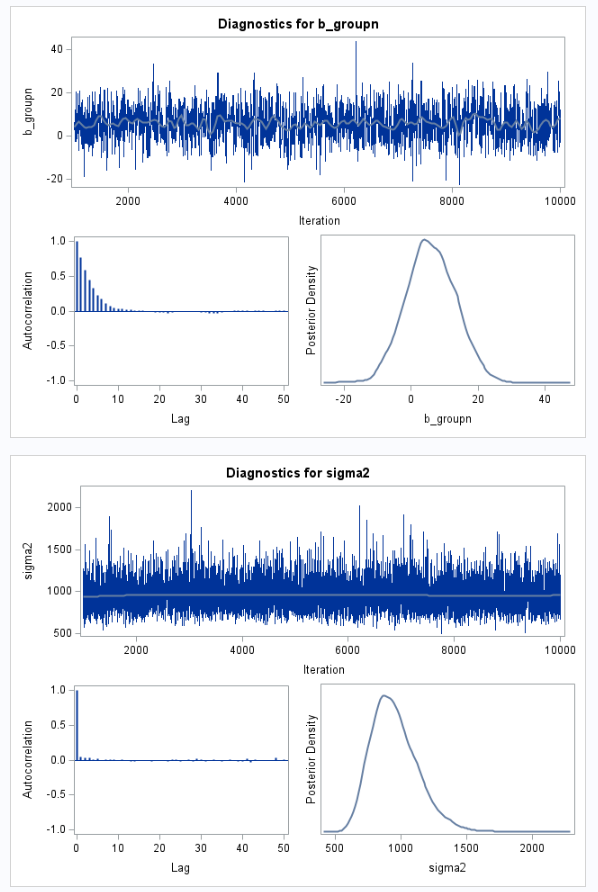 Diagnostics for b_groupn
b_groupn
40
20
0
-20
2000 4000 6000 8000 10000
Iteration
Autocorrelation
1.0
0.5
0.0
-0.5
-1.0
0 10 20 30 40 50
Lag
Posterior Density
-20 0 20 40
b_groupn
Diagnostics for sigma2
sigma2
2000
1500
1000
500
2000 4000 6000 8000 10000
Iteration
Autocorrelation
1.0
0.5
0.0
-0.5
-1.0
0 10 20 30 40 50
Lag
Posterior Density
500 1000 1500 2000
sigma2